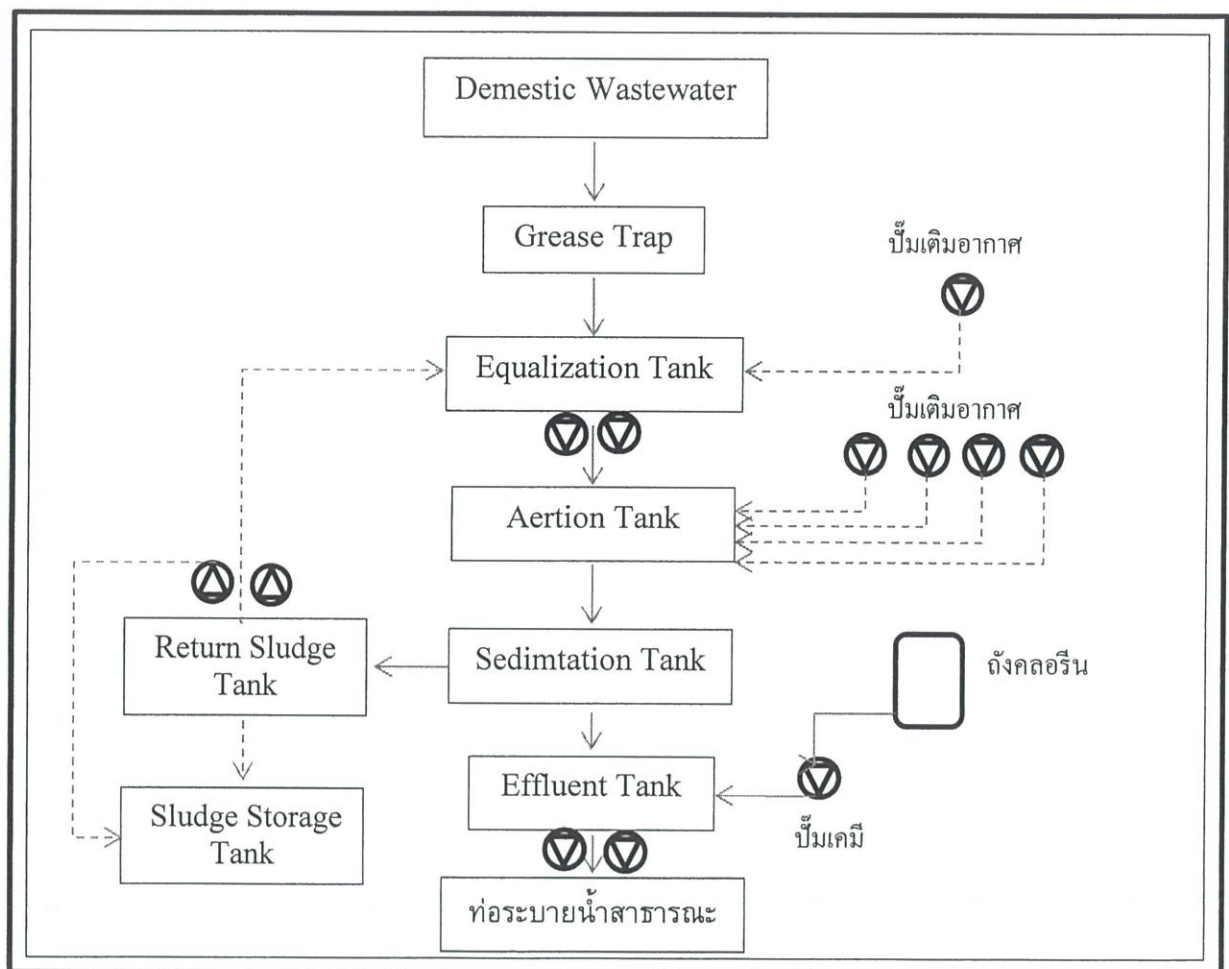 Demestic Wastewater
Grease Trap
ปั๊มเติมอากาศ
Equalization Tank
ปั๊มเติมอากาศ
Aertion Tank
Return Sludge
Tank
Sedimtation Tank
ถังคลอรีน
Effluent Tank
ปั๊มเคมี
Sludge Storage
Tank
ท่อระบายน้ำสาธารณะ